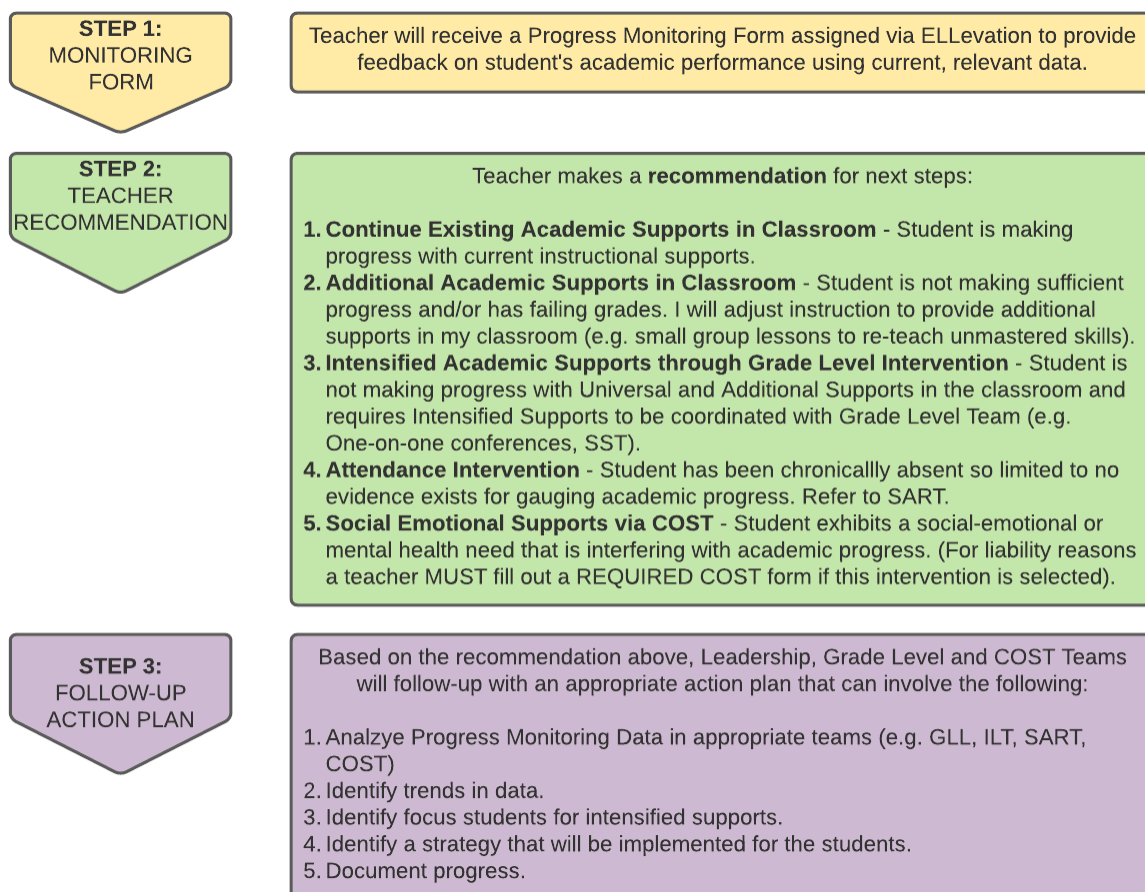 STEP 1:
MONITORING
FORM
Teacher will receive a Progress Monitoring Form assigned via ELLevation to provide
feedback on student's academic performance using current, relevant data.
STEP 2:
TEACHER
RECOMMENDATION
Teacher makes a recommendation for next steps:
1. Continue Existing Academic Supports in Classroom - Student is making
progress with current instructional supports.
2. Additional Academic Supports in Classroom - Student is not making sufficient
progress and/or has failing grades. I will adjust instruction to provide additional
supports in my classroom (e.g. small group lessons to re-teach unmastered skills).
3. Intensified Academic Supports through Grade Level Intervention - Student is
not making progress with Universal and Additional Supports in the classroom and
requires Intensified Supports to be coordinated with Grade Level Team (e.g.
One-on-one conferences, SST).
4. Attendance Intervention - Student has been chronicallly absent so limited to no
evidence exists for gauging academic progress. Refer to SART.
5. Social Emotional Supports via COST - Student exhibits a social-emotional or
mental health need that is interfering with academic progress. (For liability reasons
a teacher MUST fill out a REQUIRED COST form if this intervention is selected).
STEP 3:
FOLLOW-UP
ACTION PLAN
Based on the recommendation above, Leadership, Grade Level and COST Teams
will follow-up with an appropriate action plan that can involve the following:
1. Analzye Progress Monitoring Data in appropriate teams (e.g. GLL, ILT, SART,
COST)
2. Identify trends in data.
3. Identify focus students for intensified supports.
4. Identify a strategy that will be implemented for the students.
5. Document progress.